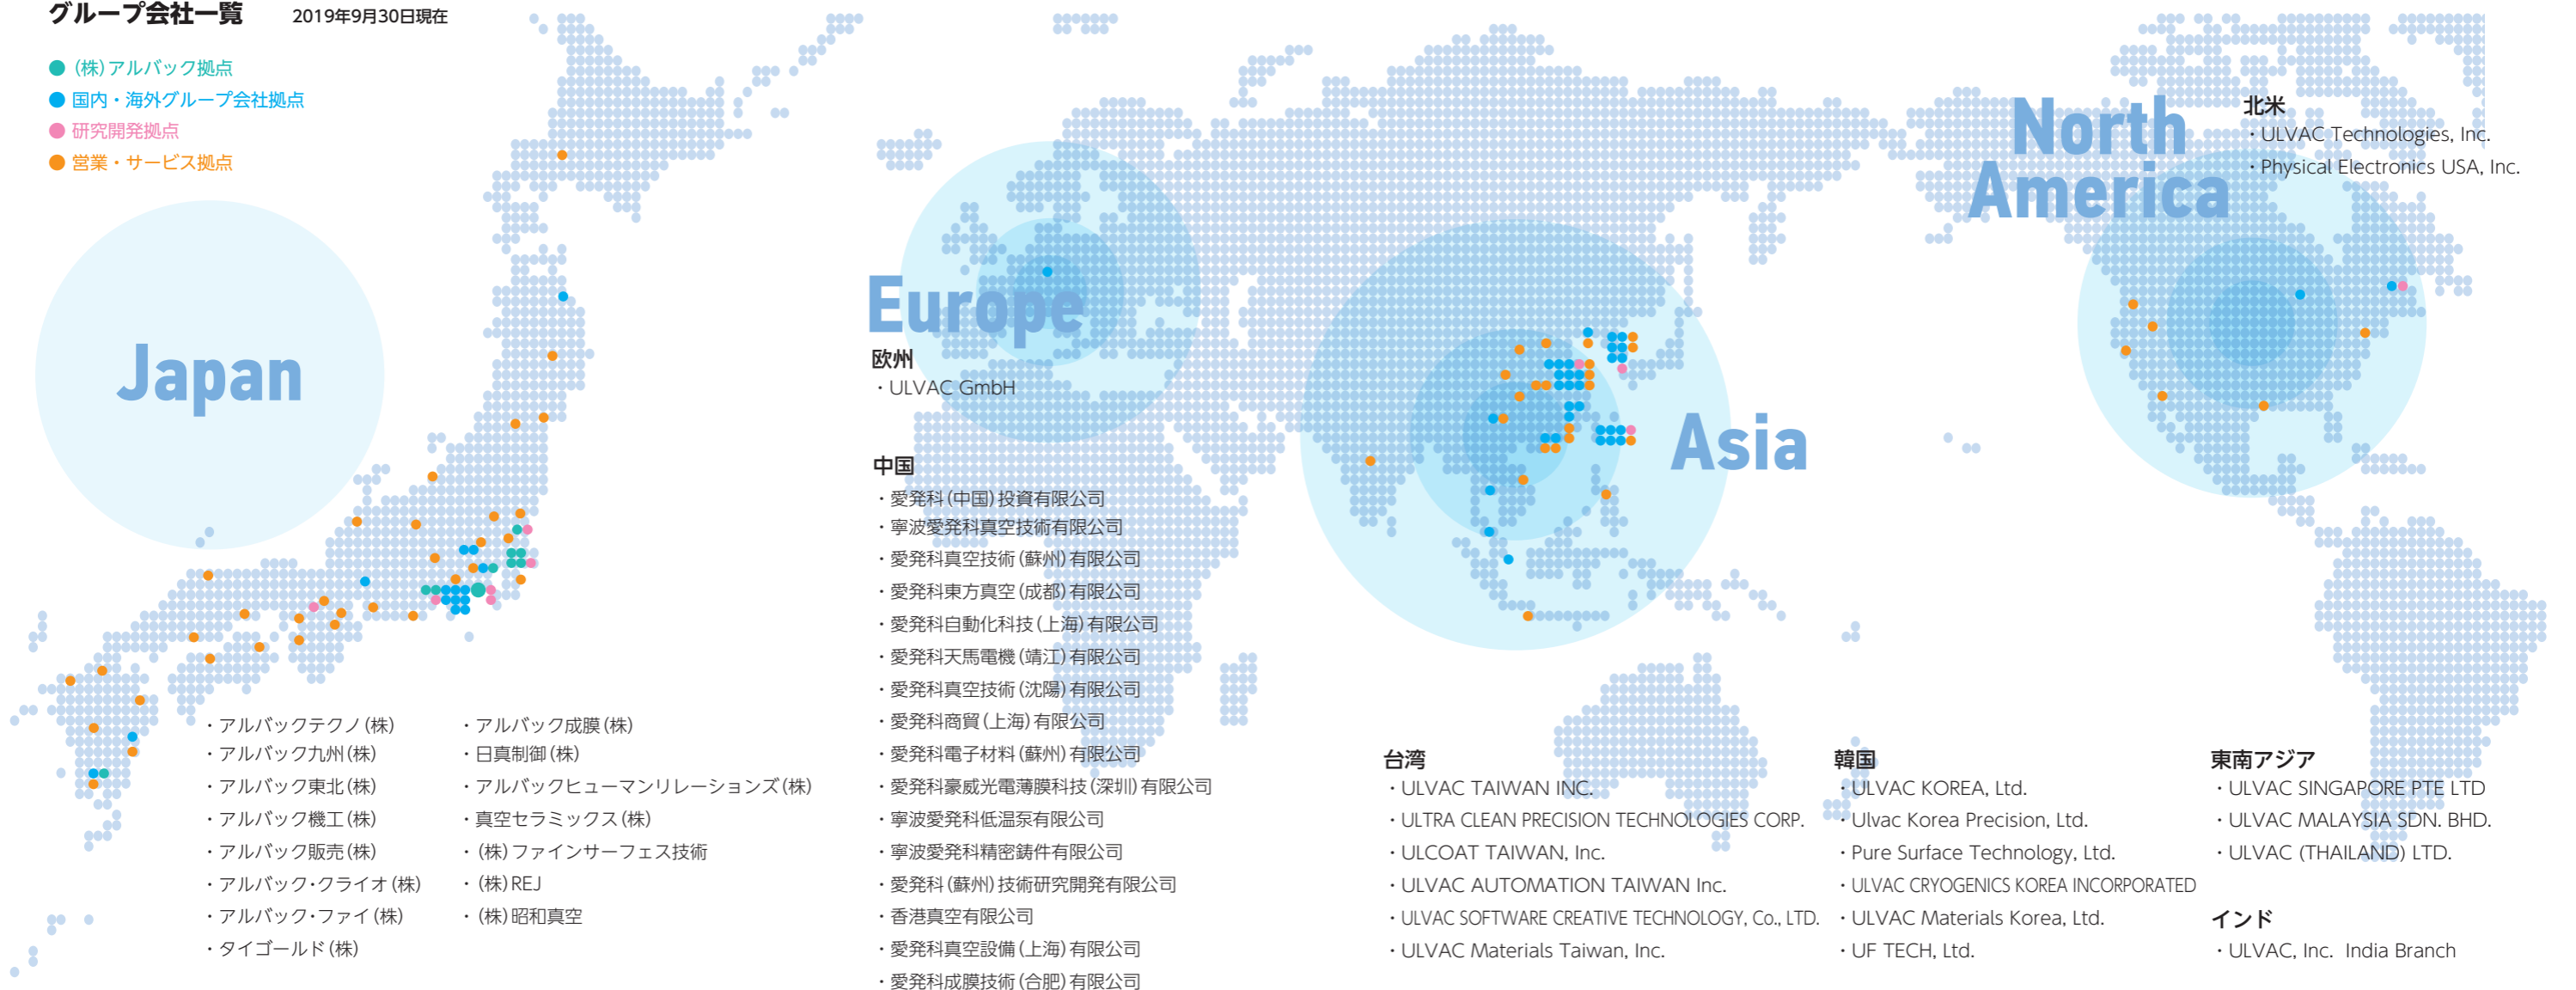 グループ会社一覧 2019年9月30日現在
(株)アルバック拠点
国内・海外グループ会社拠点
研究開発拠点
営業・サービス拠点
Japan
・アルバックテクノ(株)
・アルバック九州(株)
・アルバック東北(株)
・アルバック機工(株)
・アルバック販売(株)
・アルバック・クライオ(株)
・アルバック・ファイ(株)
・タイゴールド(株)
・アルバック成膜(株)
・日真制御(株)
・アルバックヒューマンリレーションズ(株)
・真空セラミックス(株)
・(株)ファインサーフェス技術
・(株)REJ
・(株)昭和真空
Europe
欧州
・ULVAC GmbH
中国
・愛発科(中国)投資有限公司
・寧波愛発科真空技術有限公司
・愛発科真空技術(蘇州)有限公司
・愛発科東方真空(成都)有限公司
・愛発科自動化科技(上海)有限公司
・愛発科天馬電機(靖江)有限公司
・愛発科真空技術(沈陽)有限公司
・愛発科商貿(上海)有限公司
・愛発科電子材料(蘇州)有限公司
・愛発科豪威光電薄膜科技(深圳)有限公司
・寧波愛発科低温泵有限公司
・寧波愛発科精密鋳件有限公司
・愛発科(蘇州)技術研究開発有限公司
・香港真空有限公司
・愛発科真空設備(上海)有限公司
・愛発科成膜技術(合肥)有限公司
Asia
台湾
・ULVAC TAIWAN INC.
・ULTRA CLEAN PRECISION TECHNOLOGIES CORP.
・ULCOAT TAIWAN, Inc.
・ULVAC AUTOMATION TAIWAN Inc.
・ULVAC SOFTWARE CREATIVE TECHNOLOGY, Co., LTD.
・ULVAC Materials Taiwan, Inc.
韓国
・ULVAC KOREA, Ltd.
・Ulvac Korea Precision, Ltd.
・Pure Surface Technology, Ltd.
・ULVAC CRYOGENICS KOREA INCORPORATED
・ULVAC Materials Korea, Ltd.
・UF TECH, Ltd.
東南アジア
・ULVAC SINGAPORE PTE LTD
・ULVAC MALAYSIA SDN. BHD.
・ULVAC (THAILAND) LTD.
インド
・ULVAC, Inc. India Branch
North
America
北米
・ULVAC Technologies, Inc.
・Physical Electronics USA, Inc.